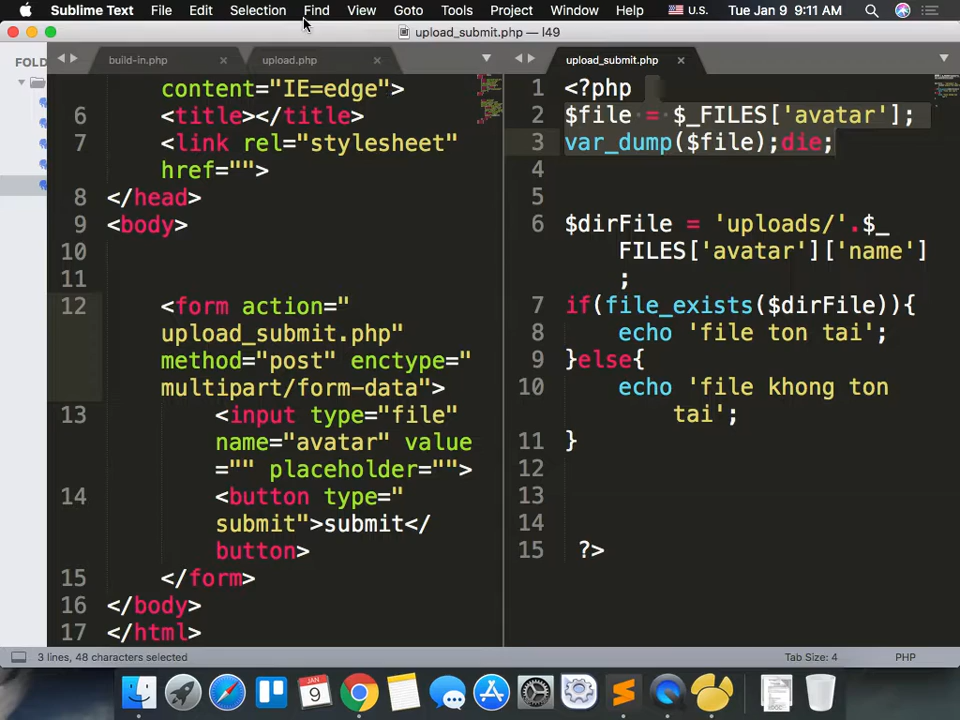 Sublime Text File Edit Selection Find View Goto Tools Project Window Help U.S. Tue Jan 9 9:11 AM
upload_submit.php — l49
FOLD
build-in.php × upload.php ×
content="IE=edge">
6 <title></title>
7 <link rel="stylesheet"
href="">
8 </head>
9 <body>
10
11
12 <form action="
upload_submit.php"
method="post" enctype="
multipart/form-data">
13 <input type="file"
name="avatar" value
="" placeholder="">
14 <button type="
submit">submit</
button>
15 </form>
16 </body>
17 </html>
upload_submit.php ×
1 <?php
2 $file = $_FILES['avatar'];
3 var_dump($file);die;
4
5
6 $dirFile = 'uploads/'.$_
FILES['avatar']['name']
;
7 if(file_exists($dirFile)){
8 echo 'file ton tai';
9 }else{
10 echo 'file khong ton
tai';
11 }
12
13
14
15 ?>
3 lines, 48 characters selected Tab Size: 4 PHP
JAN
9